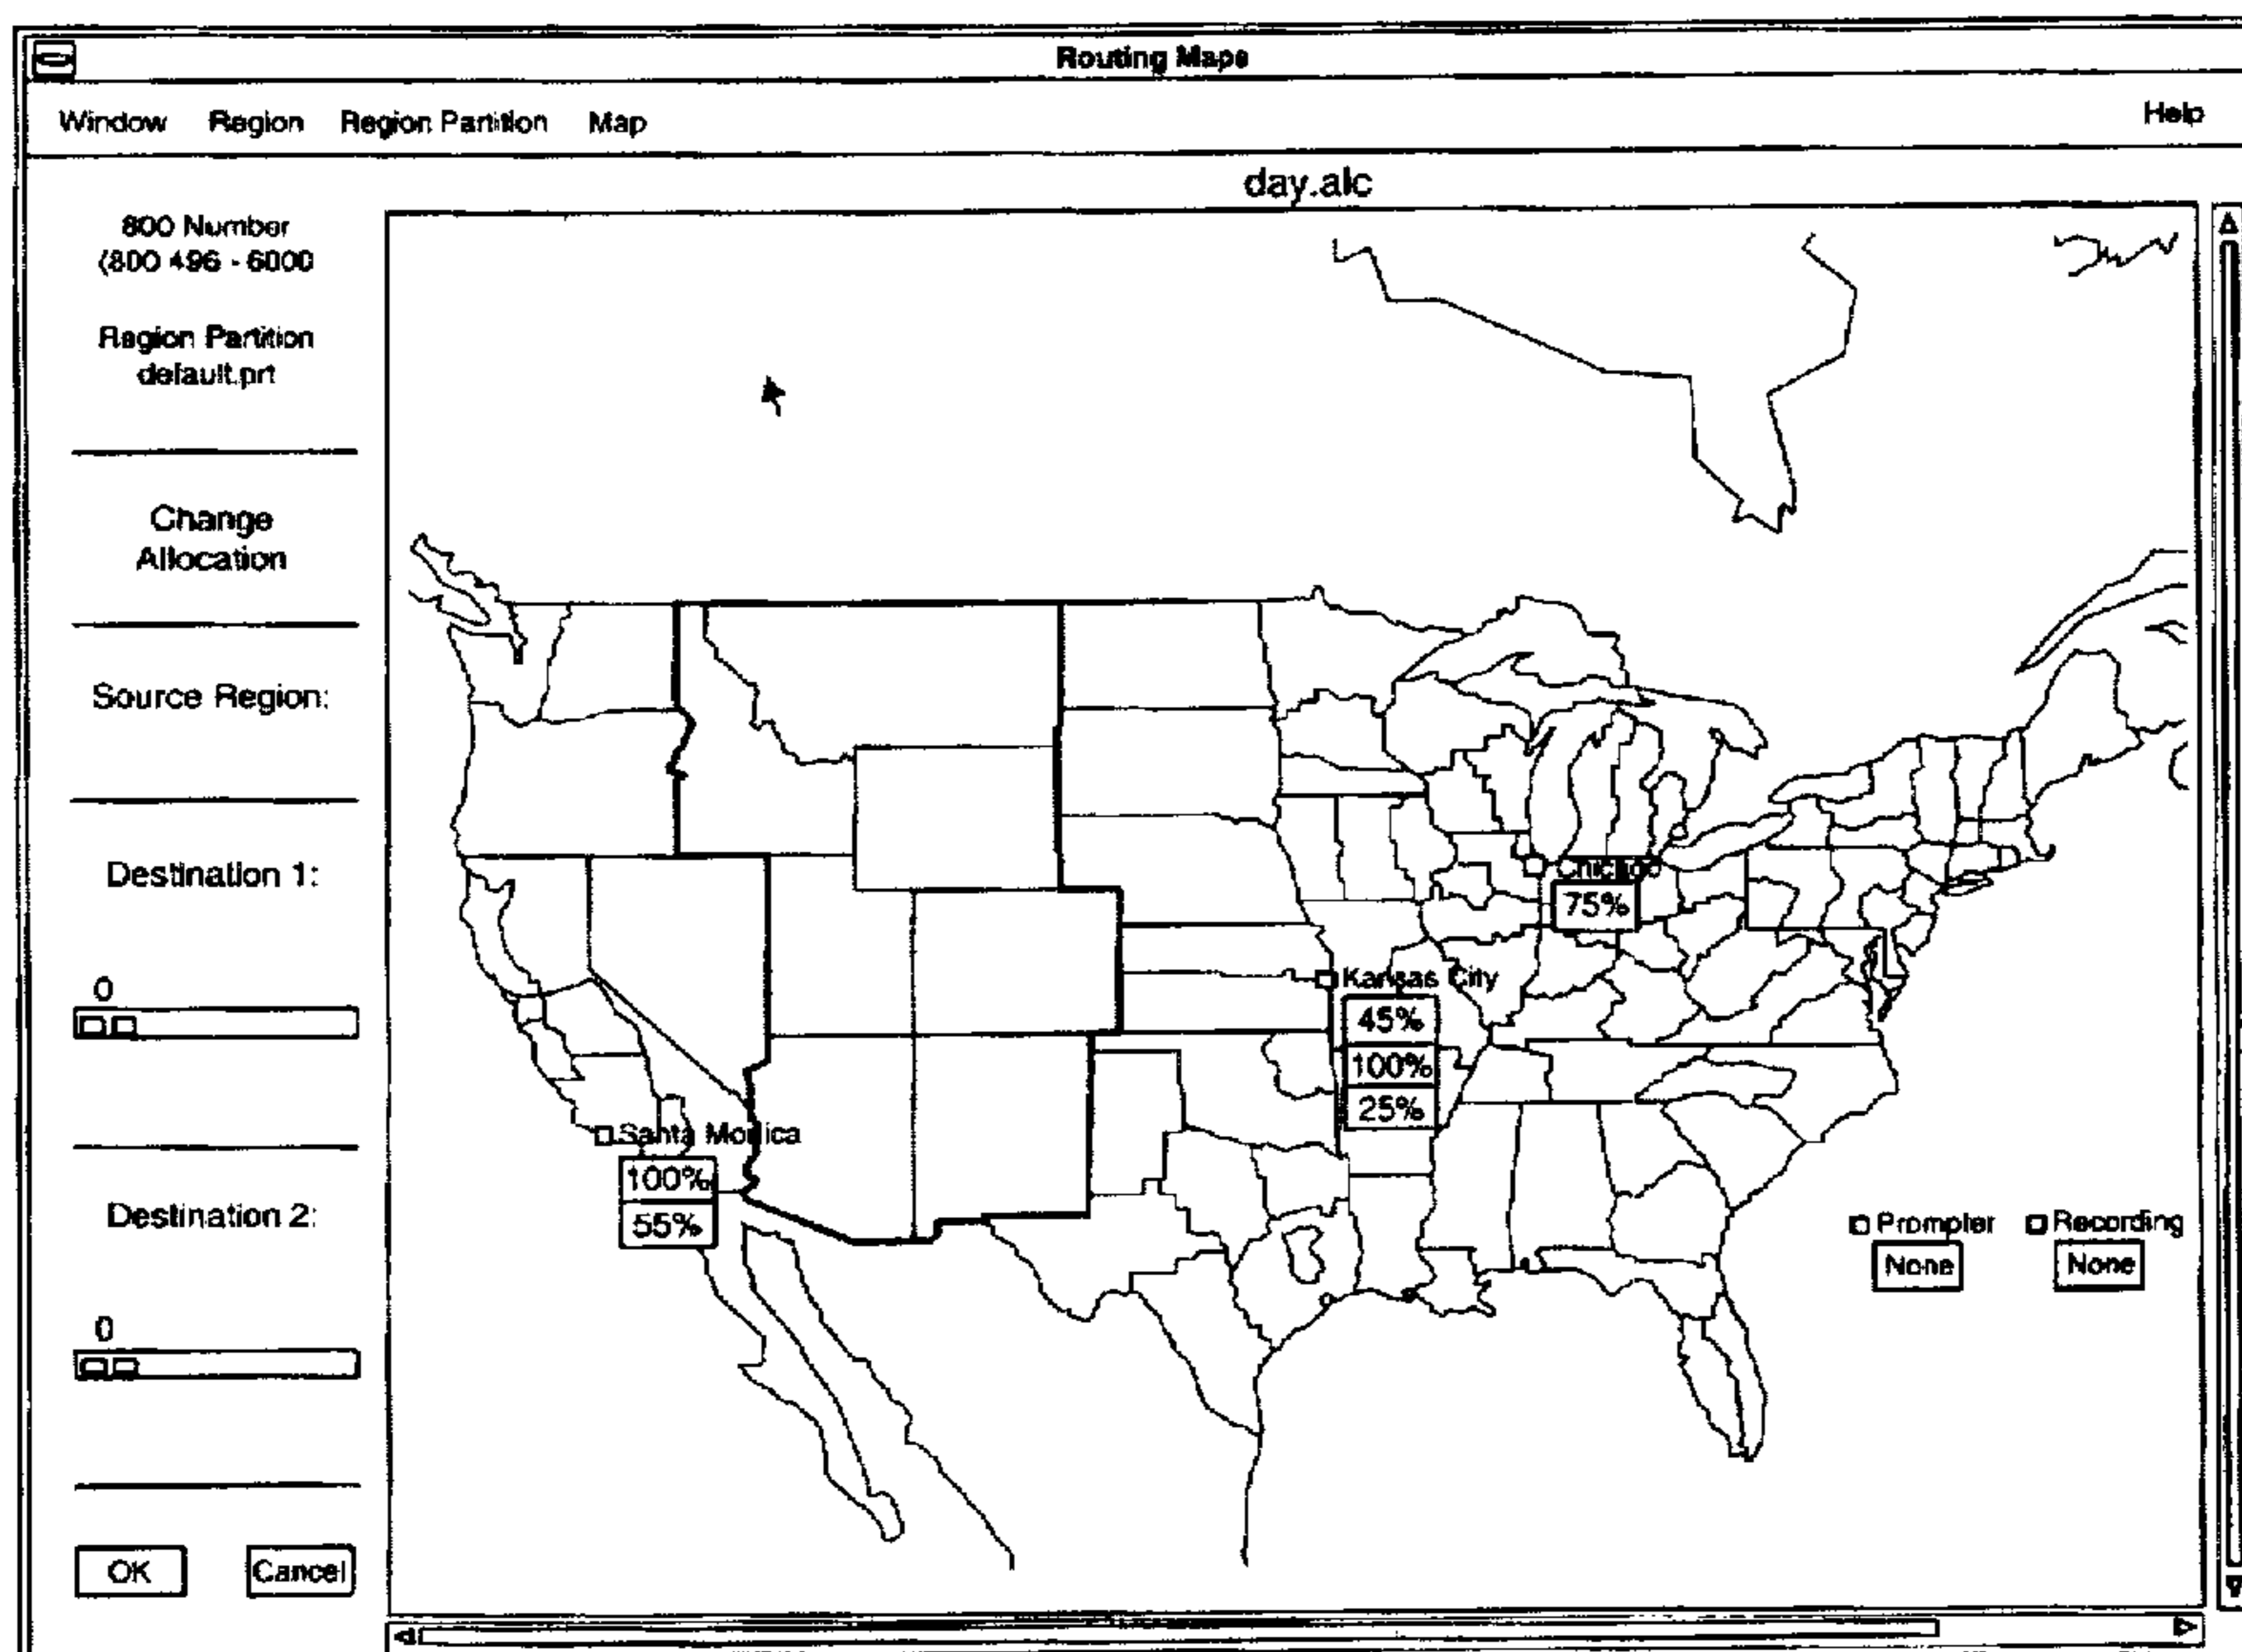 Routing Maps
Window Region Region Partition Map Help
day.alc
800 Number
(800 496 - 6000
Region Partition
default.prt
Change
Allocation
Source Region:
Destination 1:
0
Destination 2:
0
OK Cancel
Chicago
75%
Kansas City
45%
100%
25%
Santa Monica
100%
55%
Prompter Recording
None None